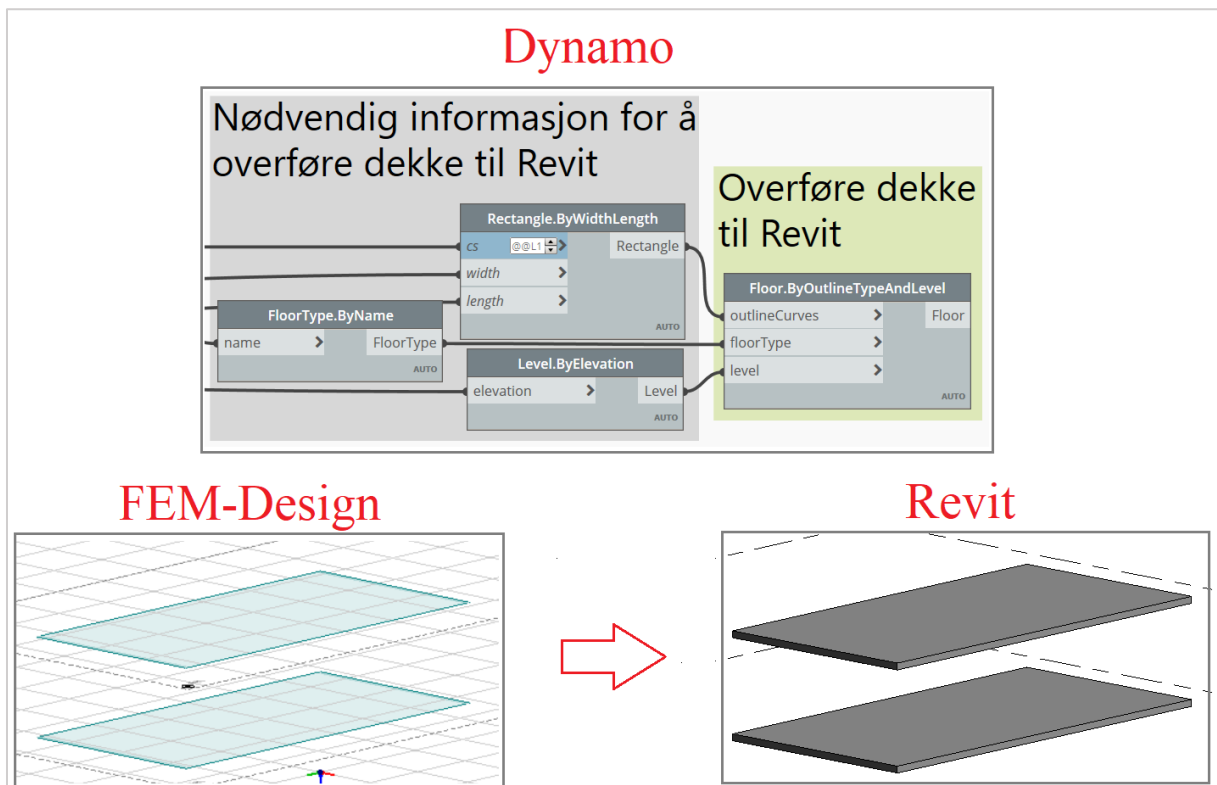 Dynamo
Nødvendig informasjon for å
overføre dekke til Revit
Rectangle.ByWidthLength
cs @@L1 > Rectangle
width >
length >
AUTO
FloorType.ByName
name > FloorType
AUTO
Level.ByElevation
elevation > Level
AUTO
Overføre dekke
til Revit
Floor.ByOutlineTypeAndLevel
outlineCurves > Floor
floorType >
level >
AUTO
FEM-Design
Revit